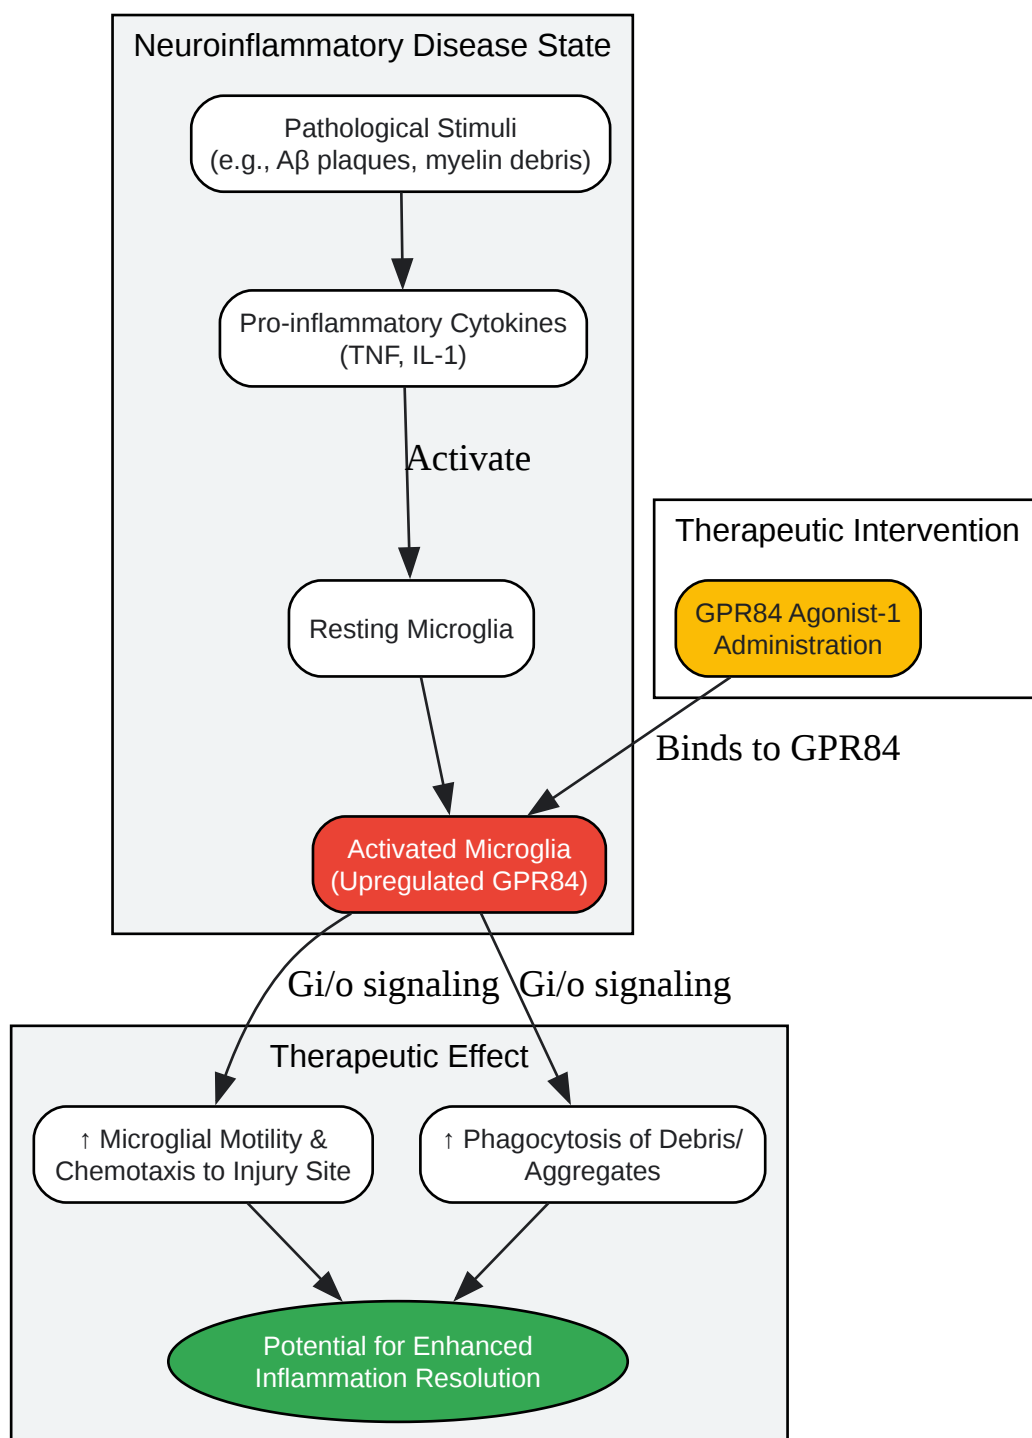 Neuroinflammatory Disease State
Pathological Stimuli
(e.g., Aβ plaques, myelin debris)
Pro-inflammatory Cytokines
(TNF, IL-1)
Activate
Therapeutic Intervention
GPR84 Agonist-1
Administration
Resting Microglia
Binds to GPR84
Activated Microglia
(Upregulated GPR84)
Gi/o signaling
Gi/o signaling
Therapeutic Effect
↑ Microglial Motility &
Chemotaxis to Injury Site
↑ Phagocytosis of Debris/
Aggregates
Potential for Enhanced
Inflammation Resolution